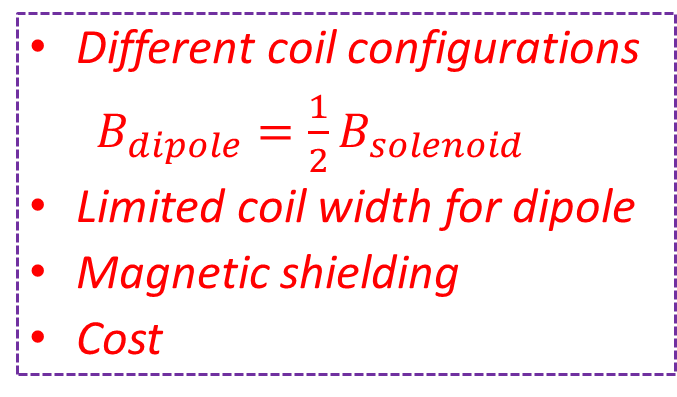 • Different coil configurations
B_dipole = 1/2 B_solenoid
• Limited coil width for dipole
• Magnetic shielding
• Cost